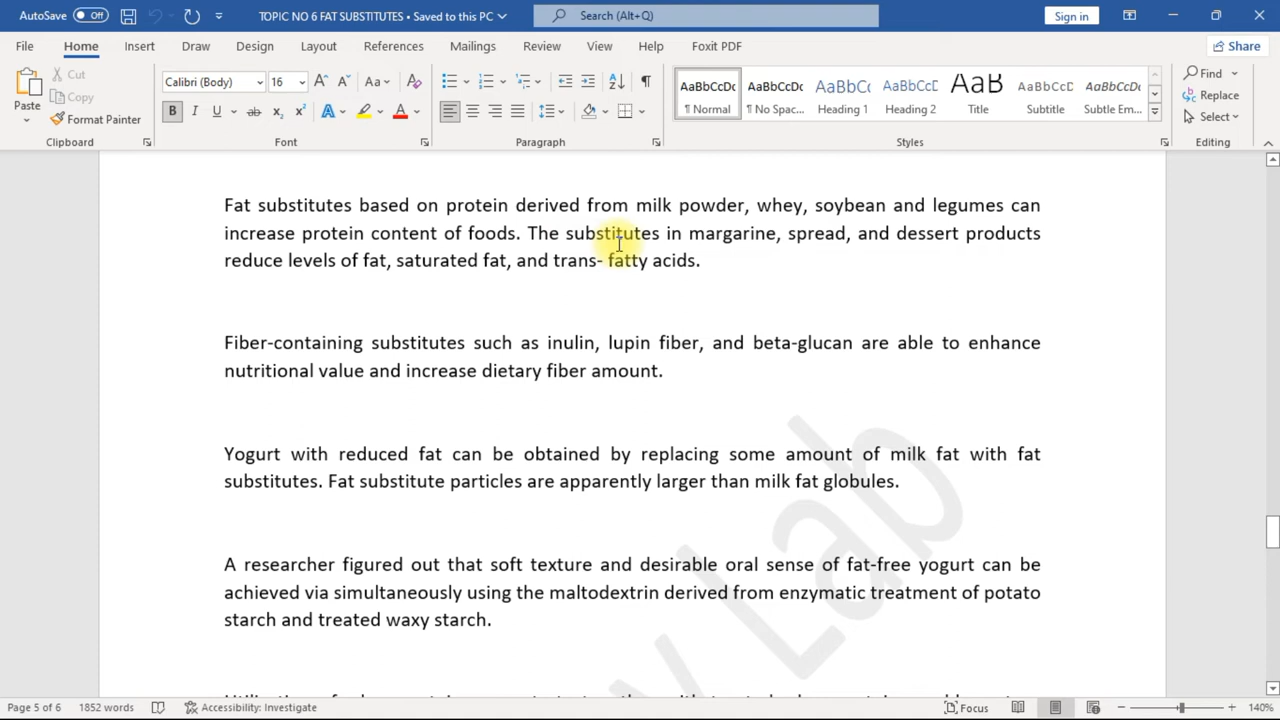 AutoSave Off TOPIC NO 6 FAT SUBSTITUTES • Saved to this PC Search (Alt+Q) Sign in
File Home Insert Draw Design Layout References Mailings Review View Help Foxit PDF Share
Paste Cut Copy Format Painter
Calibri (Body) 16
AaBbCcDc ¶ Normal AaBbCcDc ¶ No Spac... AaBbCc Heading 1 AaBbCcD Heading 2 AaB Title AaBbCcD Subtitle AaBbCcD Subtle Em...
Find Replace Select
Clipboard Font Paragraph Styles Editing
Fat substitutes based on protein derived from milk powder, whey, soybean and legumes can
increase protein content of foods. The substitutes in margarine, spread, and dessert products
reduce levels of fat, saturated fat, and trans- fatty acids.
Fiber-containing substitutes such as inulin, lupin fiber, and beta-glucan are able to enhance
nutritional value and increase dietary fiber amount.
Yogurt with reduced fat can be obtained by replacing some amount of milk fat with fat
substitutes. Fat substitute particles are apparently larger than milk fat globules.
A researcher figured out that soft texture and desirable oral sense of fat-free yogurt can be
achieved via simultaneously using the maltodextrin derived from enzymatic treatment of potato
starch and treated waxy starch.
Lab
Page 5 of 6 1852 words Accessibility: Investigate Focus 140%